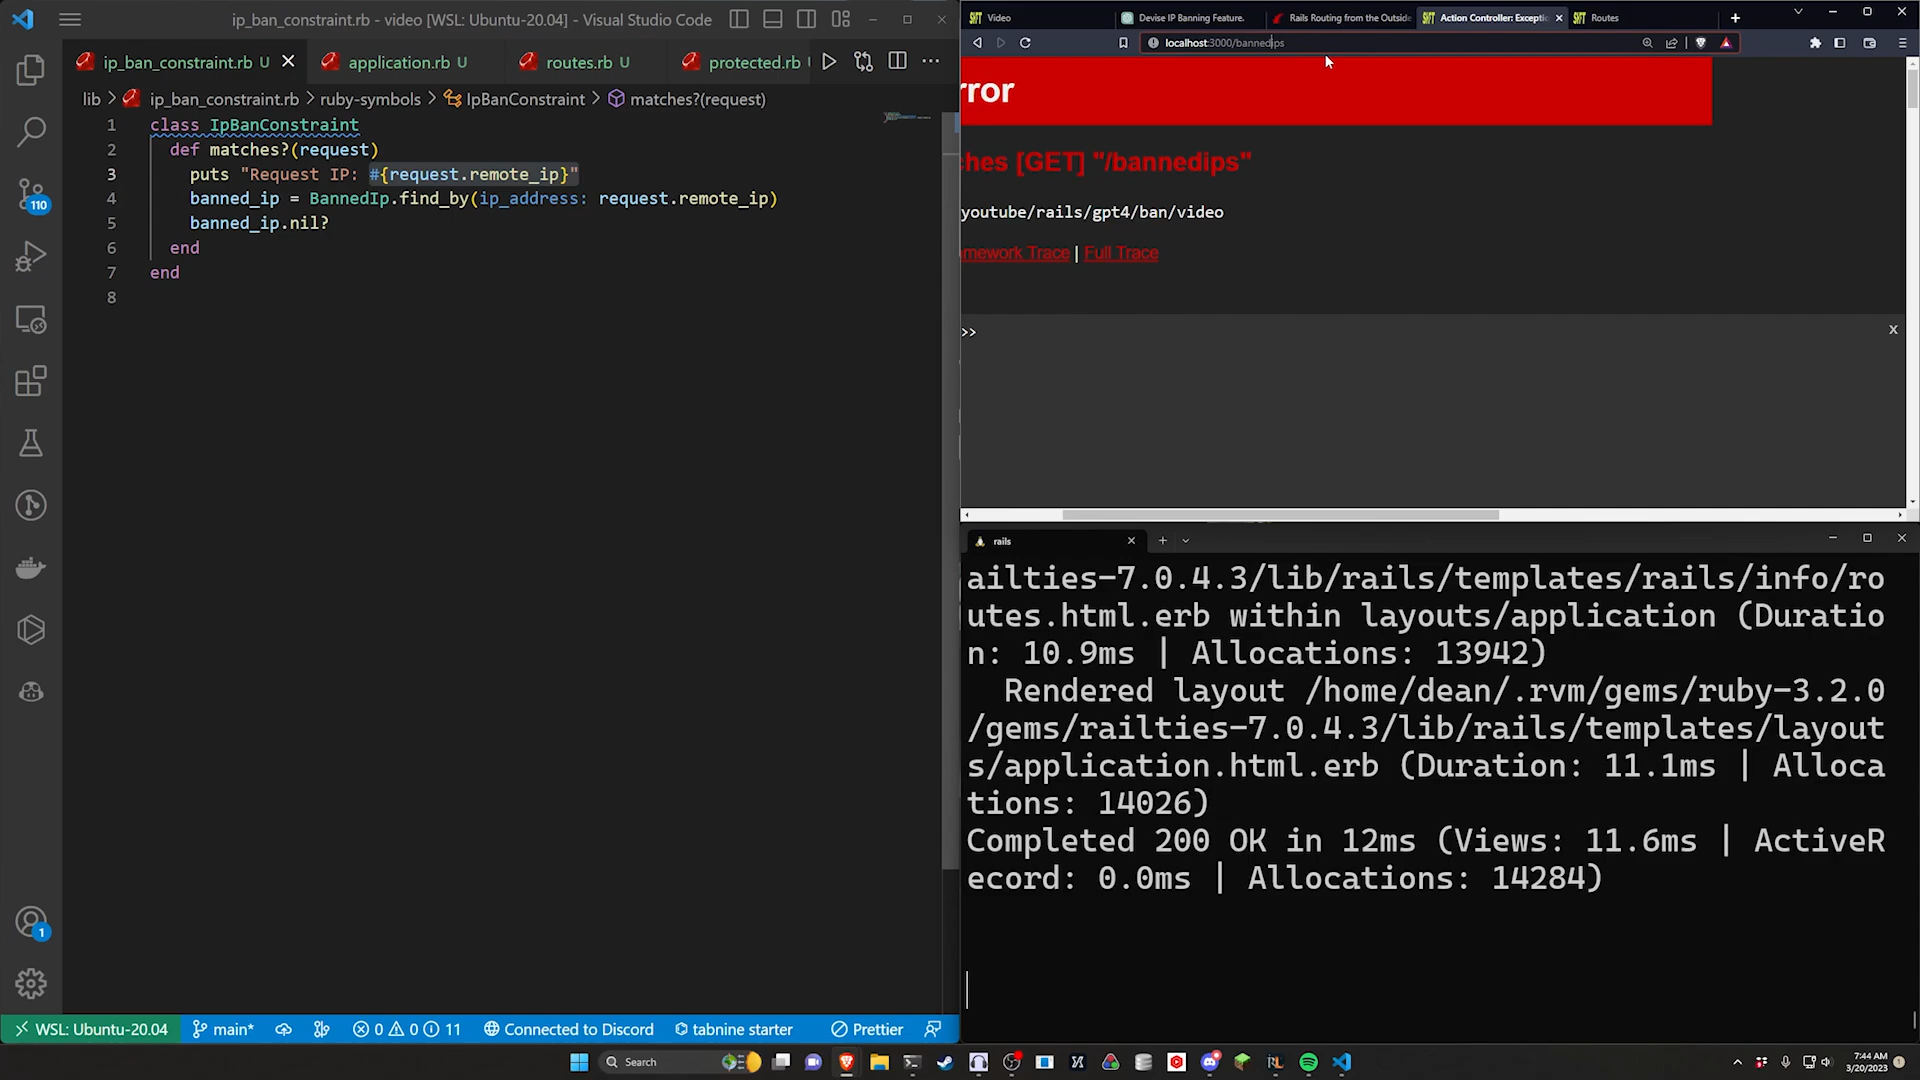 ip_ban_constraint.rb - video [WSL: Ubuntu-20.04] - Visual Studio Code
ip_ban_constraint.rb U
application.rb U
routes.rb U
protected.rb
lib > ip_ban_constraint.rb > ruby-symbols > IpBanConstraint > matches?(request)
1 class IpBanConstraint
2 def matches?(request)
3 puts "Request IP: #{request.remote_ip}"
4 banned_ip = BannedIp.find_by(ip_address: request.remote_ip)
5 banned_ip.nil?
6 end
7 end
8
110
1
WSL: Ubuntu-20.04
main*
0 0 11
Connected to Discord
tabnine starter
Prettier
Video
Devise IP Banning Feature.
Rails Routing from the Outside
Action Controller: Excepti
Routes
localhost:3000/bannedips
rror
ches [GET] "/bannedips"
youtube/rails/gpt4/ban/video
mework Trace | Full Trace
>>
x
rails
ailties-7.0.4.3/lib/rails/templates/rails/info/ro
utes.html.erb within layouts/application (Duratio
n: 10.9ms | Allocations: 13942)
Rendered layout /home/dean/.rvm/gems/ruby-3.2.0
/gems/railties-7.0.4.3/lib/rails/templates/layout
s/application.html.erb (Duration: 11.1ms | Alloca
tions: 14026)
Completed 200 OK in 12ms (Views: 11.6ms | ActiveR
ecord: 0.0ms | Allocations: 14284)
Search
7:44 AM
3/20/2023